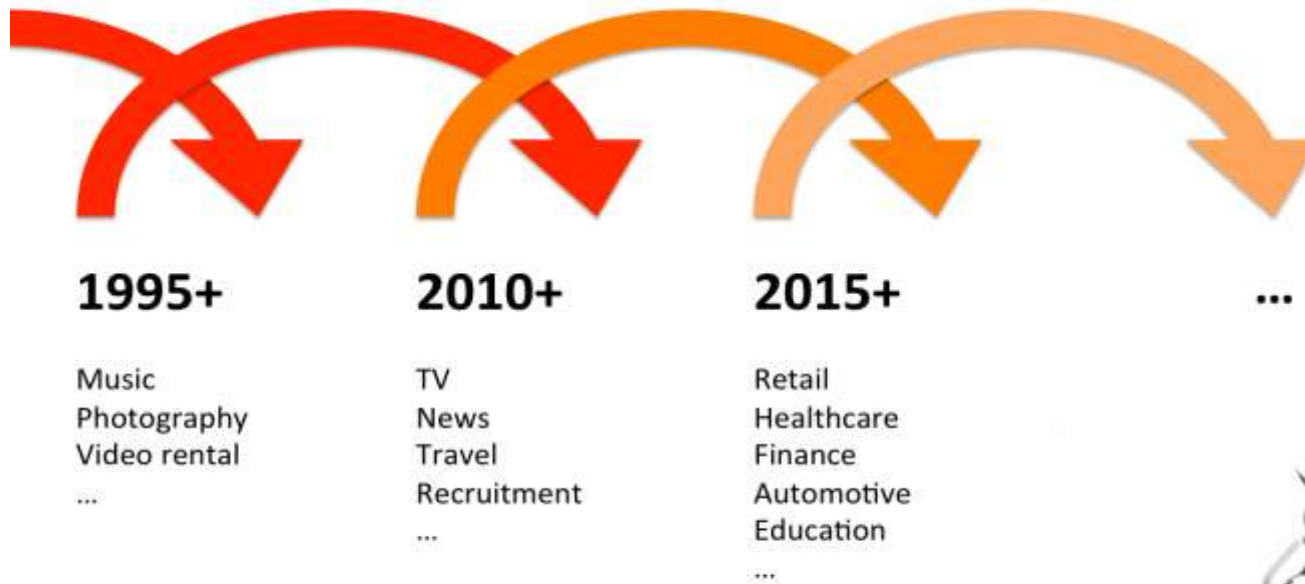 1995+
Music
Photography
Video rental
...
2010+
TV
News
Travel
Recruitment
...
2015+
Retail
Healthcare
Finance
Automotive
Education
...
...